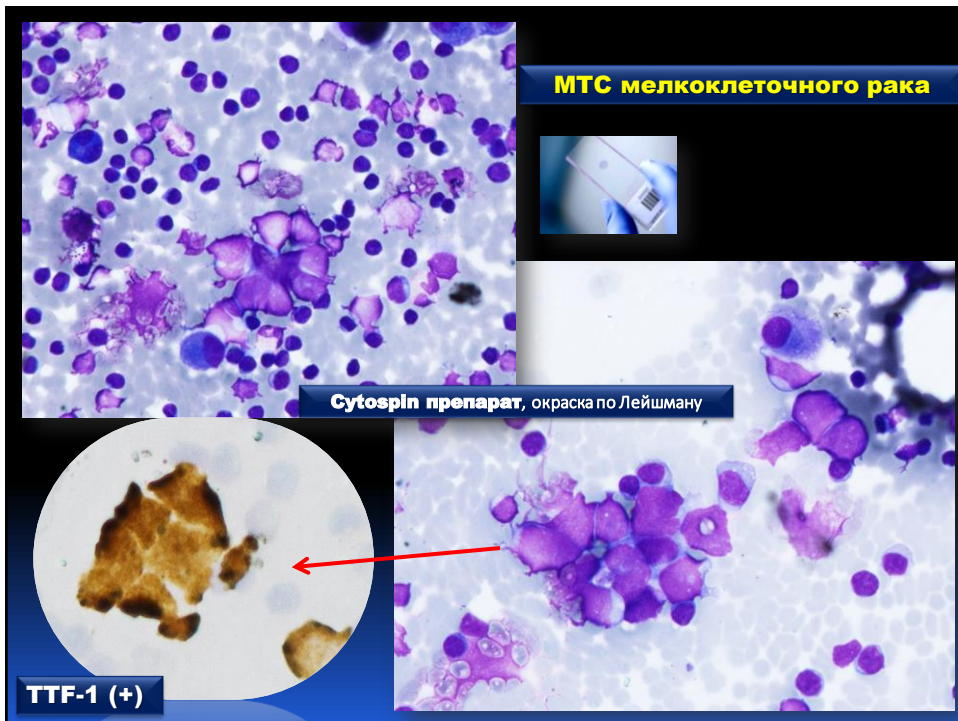 МТС мелкоклеточного рака
Cytospin препарат, окраска по Лейшману
TTF-1 (+)